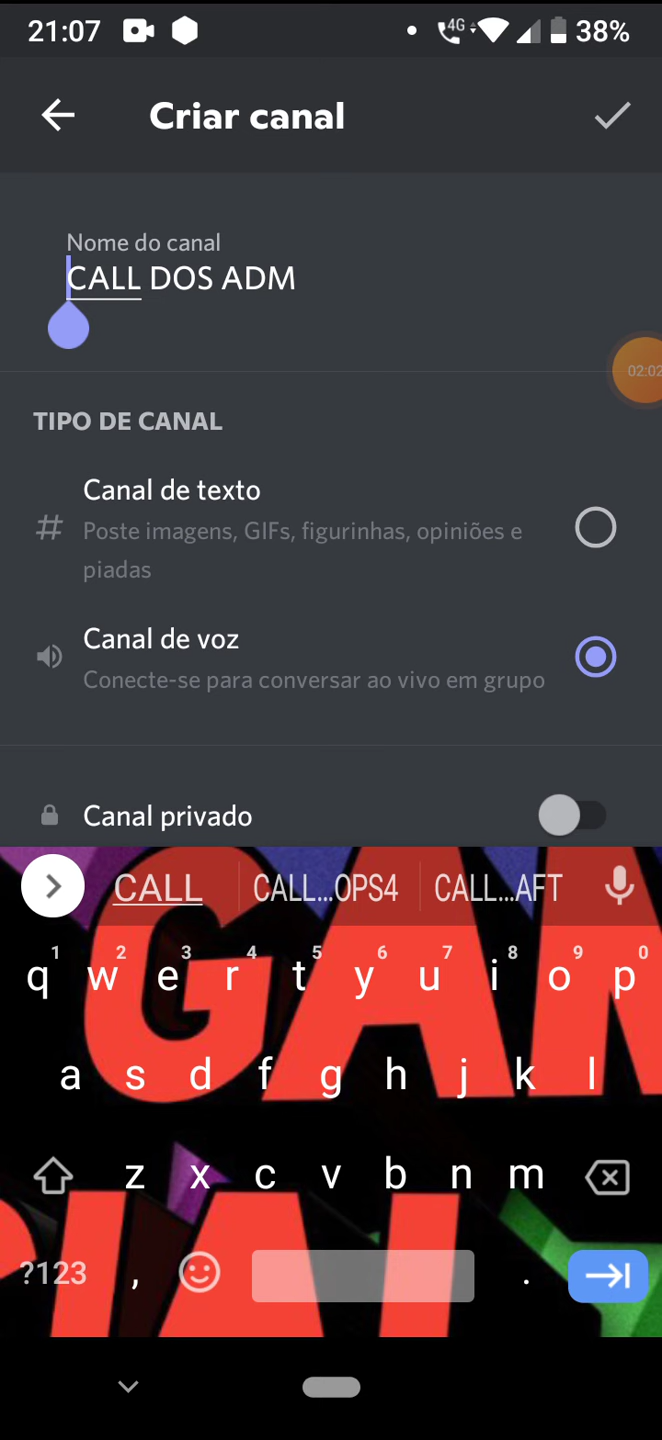 21:07 4G 38%
Criar canal
Nome do canal
CALL DOS ADM
02:02
TIPO DE CANAL
Canal de texto
Poste imagens, GIFs, figurinhas, opiniões e
piadas
Canal de voz
Conecte-se para conversar ao vivo em grupo
Canal privado
CALL CALL...OPS4 CALL...AFT
1 2 3 4 5 6 7 8 9 0
q w e r t y u i o p
a s d f g h j k l
z x c v b n m
?123 , .